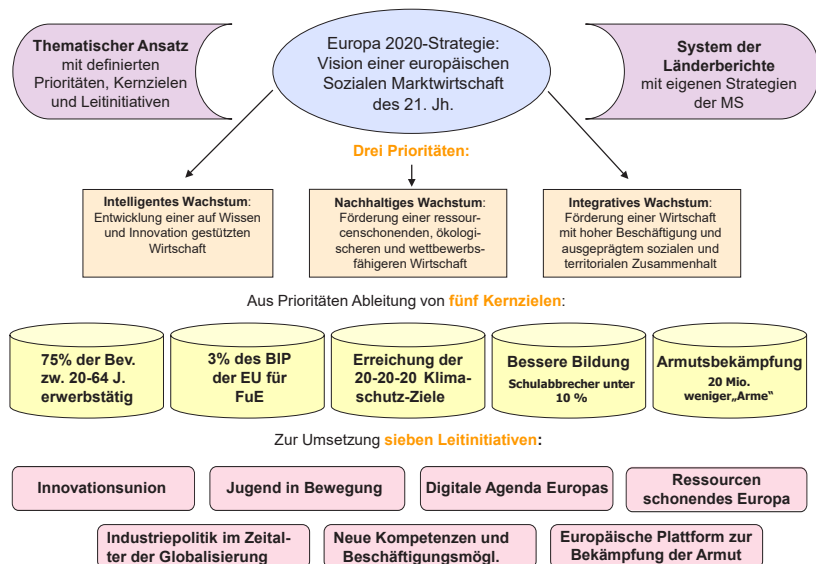 Thematischer Ansatz
mit definierten
Prioritäten, Kernzielen
und Leitinitiativen
Europa 2020-Strategie:
Vision einer europäischen
Sozialen Marktwirtschaft
des 21. Jh.
System der
Länderberichte
mit eigenen Strategien
der MS
Drei Prioritäten:
Intelligentes Wachstum:
Entwicklung einer auf Wissen
und Innovation gestützten
Wirtschaft
Nachhaltiges Wachstum:
Förderung einer ressour-
censchonenden, ökologi-
scheren und wettbewerbs-
fähigeren Wirtschaft
Integratives Wachstum:
Förderung einer Wirtschaft
mit hoher Beschäftigung und
ausgeprägtem sozialen und
territorialen Zusammenhalt
Aus Prioritäten Ableitung von fünf Kernzielen:
75% der Bev.
zw. 20-64 J.
erwerbstätig
3% des BIP
der EU für
FuE
Erreichung der
20-20-20 Klima-
schutz-Ziele
Bessere Bildung
Schulabbrecher unter
10 %
Armutsbekämpfung
20 Mio.
weniger„Arme“
Zur Umsetzung sieben Leitinitiativen:
Innovationsunion
Jugend in Bewegung
Digitale Agenda Europas
Ressourcen
schonendes Europa
Industriepolitik im Zeital-
ter der Globalisierung
Neue Kompetenzen und
Beschäftigungsmögl.
Europäische Plattform zur
Bekämpfung der Armut